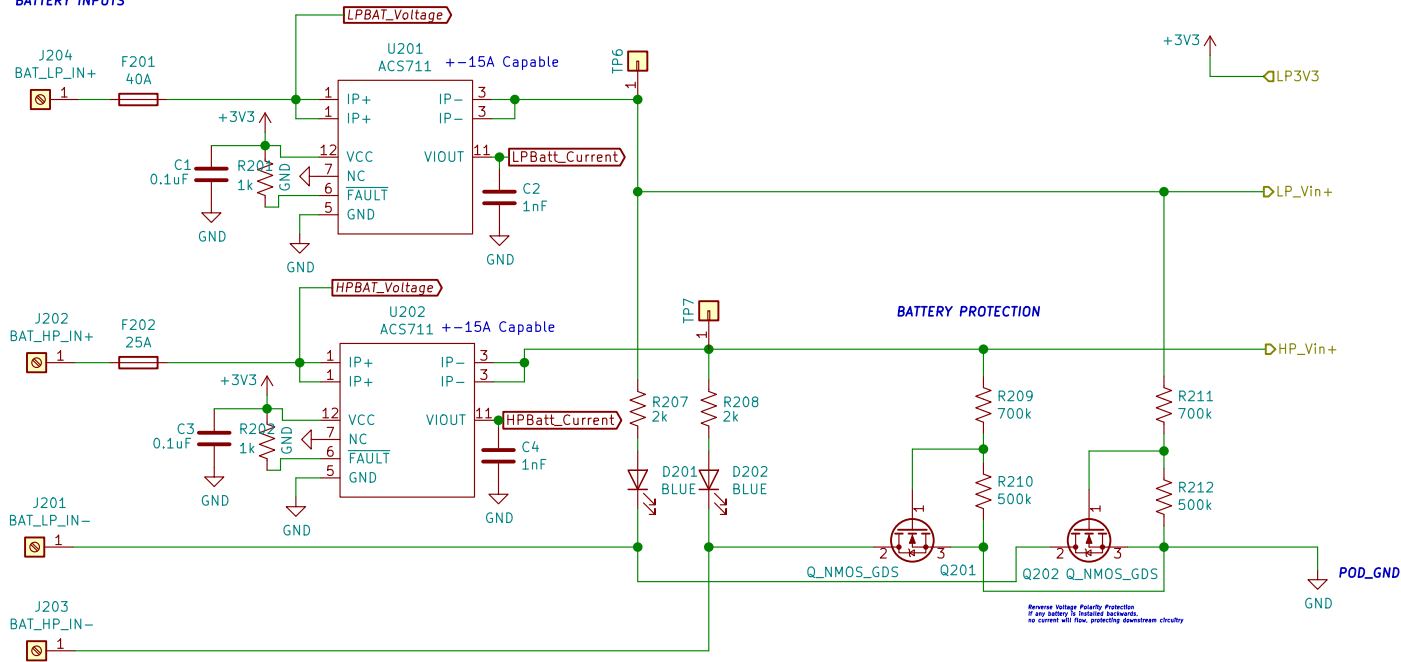 BATTERY INPUTS
LPBAT_Voltage
J204
BAT_LP_IN+
1
F201
40A
U201
ACS711
+-15A Capable
TP6
1
+3V3
LP3V3
1 IP+
1 IP+
IP- 3
IP- 3
+3V3
C1
0.1uF
R201
1k
GND
12 VCC
7 NC
6 FAULT
5 GND
VIOUT 11
LPBatt_Current
C2
1nF
GND
GND
GND
LP_Vin+
HPBAT_Voltage
J202
BAT_HP_IN+
1
F202
25A
U202
ACS711
+-15A Capable
TP7
1
BATTERY PROTECTION
HP_Vin+
1 IP+
1 IP+
IP- 3
IP- 3
+3V3
C3
0.1uF
R202
1k
GND
12 VCC
7 NC
6 FAULT
5 GND
VIOUT 11
HPBatt_Current
C4
1nF
GND
GND
GND
R207
2k
R208
2k
R209
700k
R211
700k
D201
BLUE
D202
BLUE
R210
500k
R212
500k
J201
BAT_LP_IN-
1
1
2
3
Q_NMOS_GDS
Q201
1
2
3
Q202
Q_NMOS_GDS
POD_GND
GND
Rerverse Voltage Polarity Protection
If any battery is installed backwards,
no current will flow, protecting downstream circuitry
J203
BAT_HP_IN-
1